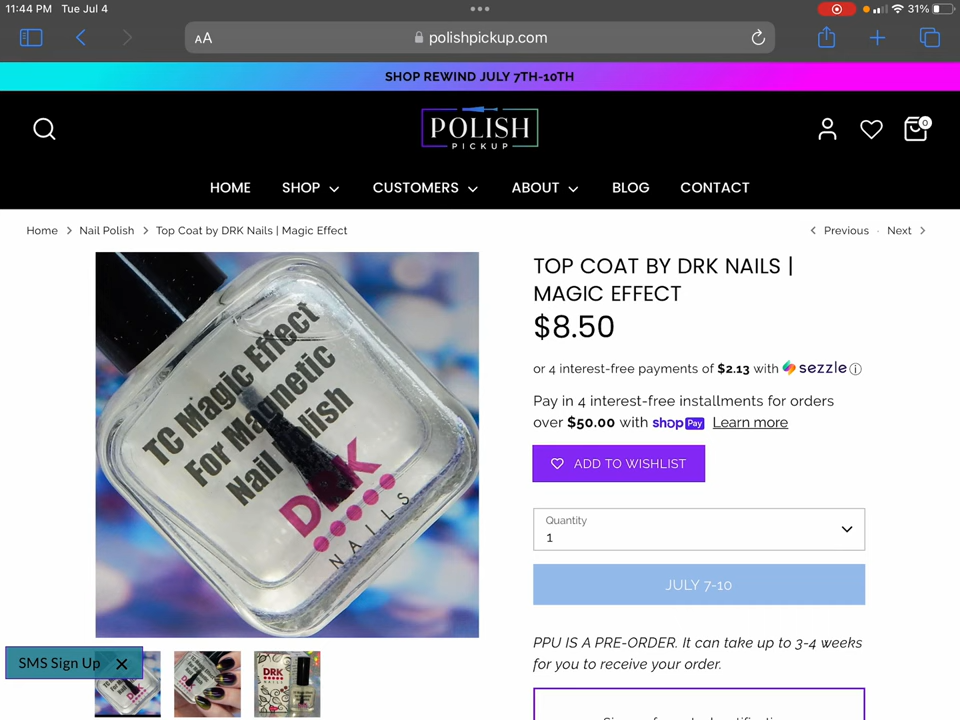 11:44 PM Tue Jul 4
31%
AA
polishpickup.com
SHOP REWIND JULY 7TH-10TH
POLISH
PICKUP
0
HOME SHOP CUSTOMERS ABOUT BLOG CONTACT
Home > Nail Polish > Top Coat by DRK Nails | Magic Effect
< Previous · Next >
TC Magic Effect
For Magnetic
Nail Polish
DRK
NAILS
TOP COAT BY DRK NAILS |
MAGIC EFFECT
$8.50
or 4 interest-free payments of $2.13 with sezzle
Pay in 4 interest-free installments for orders
over $50.00 with shop Pay Learn more
ADD TO WISHLIST
Quantity
1
JULY 7-10
PPU IS A PRE-ORDER. It can take up to 3-4 weeks
for you to receive your order.
SMS Sign Up
DRK
NAILS